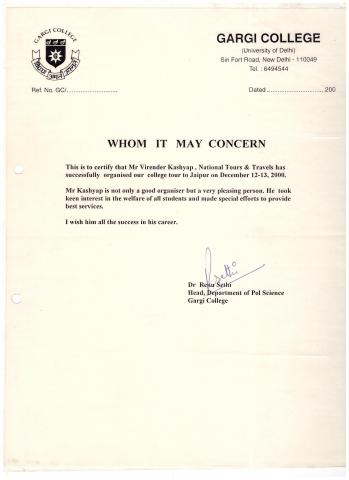 GARGI COLLEGE
GARGI COLLEGE
(University of Delhi)
Siri Fort Road, New Delhi - 110049
Tel. : 6494544
Ref. No. GC/..............................
Dated ..................................200
WHOM IT MAY CONCERN
This is to certify that Mr Virender Kashyap , National Tours & Travels has
successfully organised our college tour to Jaipur on December 12-13, 2000.
Mr Kashyap is not only a good organiser but a very pleasing person. He took
keen interest in the welfare of all students and made special efforts to provide
best services.
I wish him all the success in his career.
Dr Renu Sethi
Head, Department of Pol Science
Gargi College